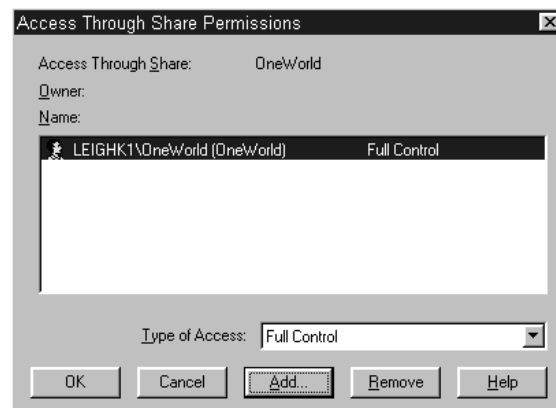 Access Through Share Permissions
Access Through Share: OneWorld
Owner:
Name:
LEIGHK1\OneWorld (OneWorld) Full Control
Type of Access: Full Control
OK Cancel Add... Remove Help